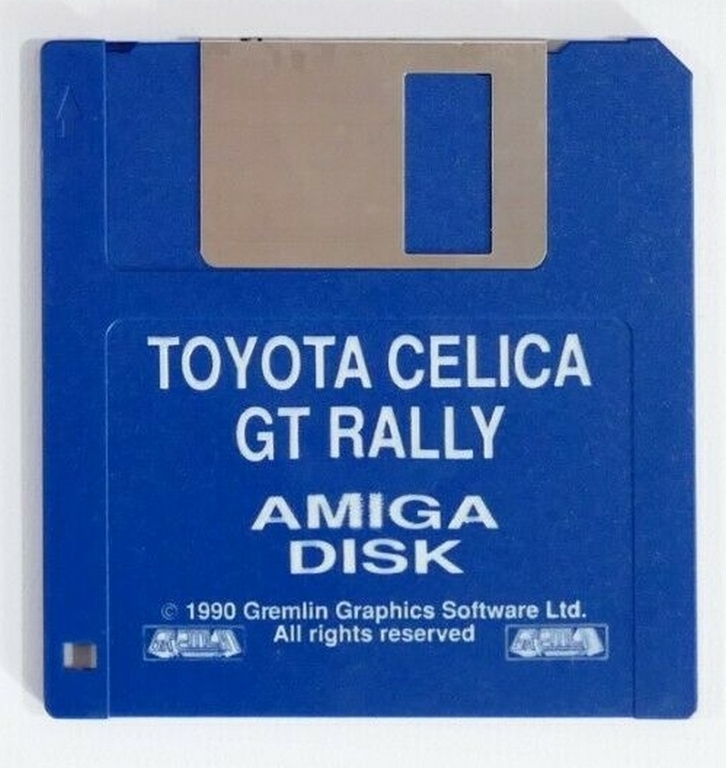 TOYOTA CELICA
GT RALLY
AMIGA
DISK
© 1990 Gremlin Graphics Software Ltd.
All rights reserved